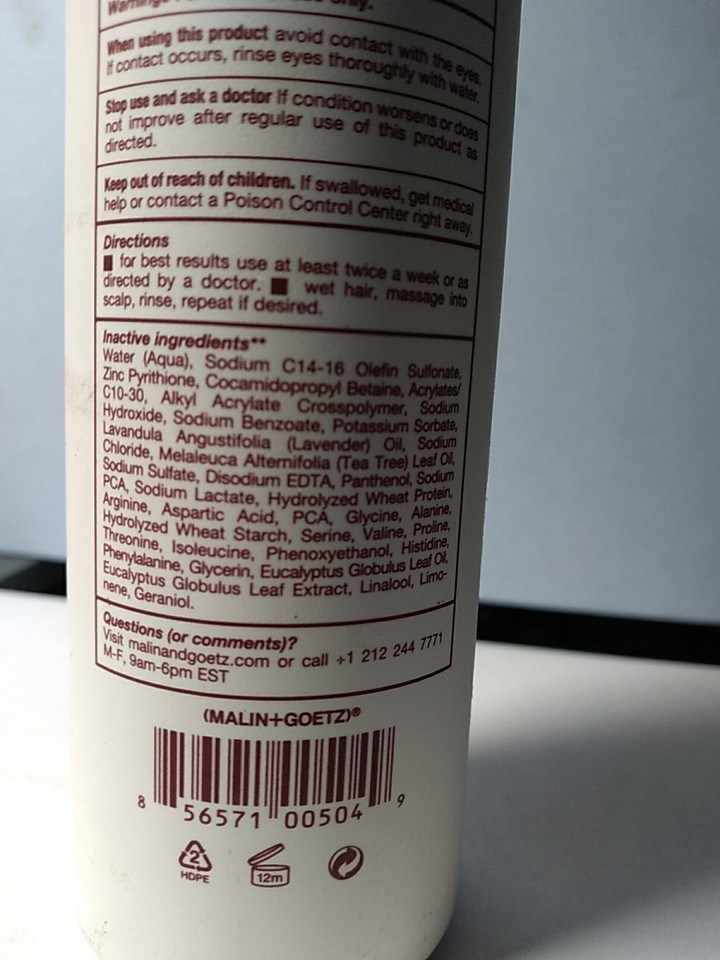 Warnings For external use only.
When using this product avoid contact with the eyes.
If contact occurs, rinse eyes thoroughly with water.
Stop use and ask a doctor If condition worsens or does
not improve after regular use of this product as
directed.
Keep out of reach of children. If swallowed, get medical
help or contact a Poison Control Center right away.
Directions
■ for best results use at least twice a week or as
directed by a doctor. ■ wet hair, massage into
scalp, rinse, repeat if desired.
Inactive ingredients**
Water (Aqua), Sodium C14-16 Olefin Sulfonate,
Zinc Pyrithione, Cocamidopropyl Betaine, Acrylates/
C10-30, Alkyl Acrylate Crosspolymer, Sodium
Hydroxide, Sodium Benzoate, Potassium Sorbate,
Lavandula Angustifolia (Lavender) Oil, Sodium
Chloride, Melaleuca Alternifolia (Tea Tree) Leaf Oil,
Sodium Sulfate, Disodium EDTA, Panthenol, Sodium
PCA, Sodium Lactate, Hydrolyzed Wheat Protein,
Arginine, Aspartic Acid, PCA, Glycine, Alanine,
Hydrolyzed Wheat Starch, Serine, Valine, Proline,
Threonine, Isoleucine, Phenoxyethanol, Histidine,
Phenylalanine, Glycerin, Eucalyptus Globulus Leaf Oil,
Eucalyptus Globulus Leaf Extract, Linalool, Limo-
nene, Geraniol.
Questions (or comments)?
Visit malinandgoetz.com or call +1 212 244 7771
M-F, 9am-6pm EST
(MALIN+GOETZ)®
8 56571 00504 9
2 12m
HDPE